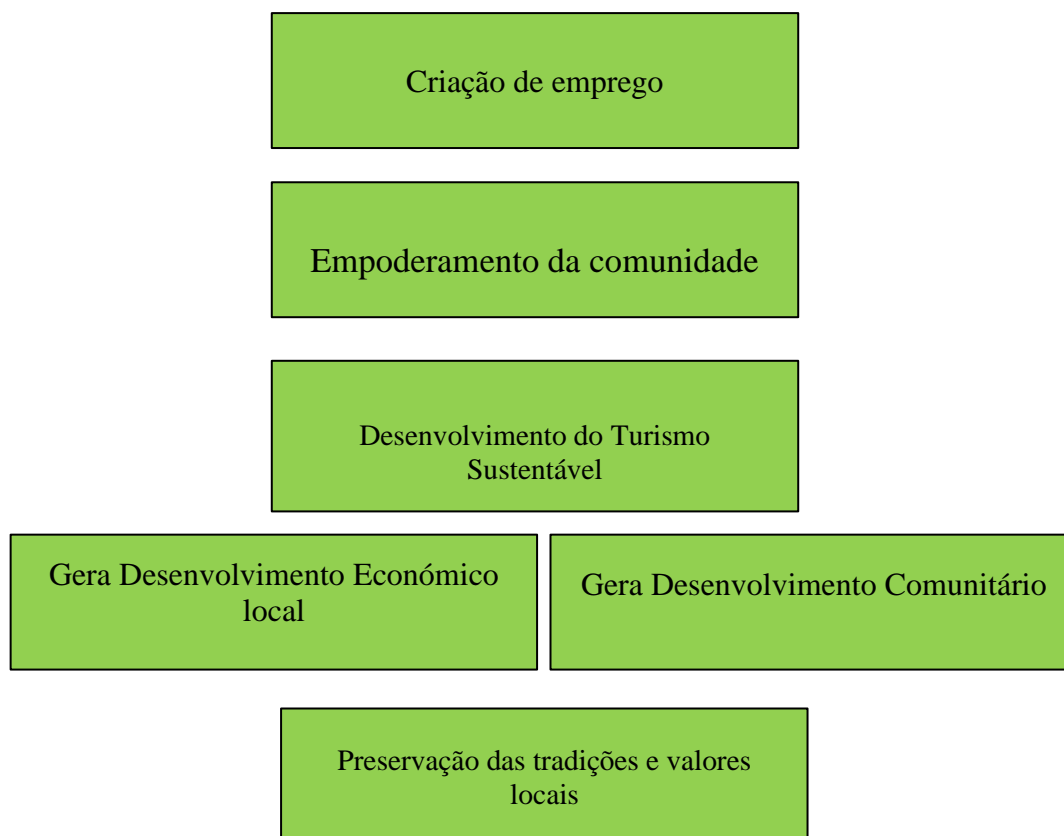 Criação de emprego
Empoderamento da comunidade
Desenvolvimento do Turismo
Sustentável
Gera Desenvolvimento Económico
local
Gera Desenvolvimento Comunitário
Preservação das tradições e valores
locais